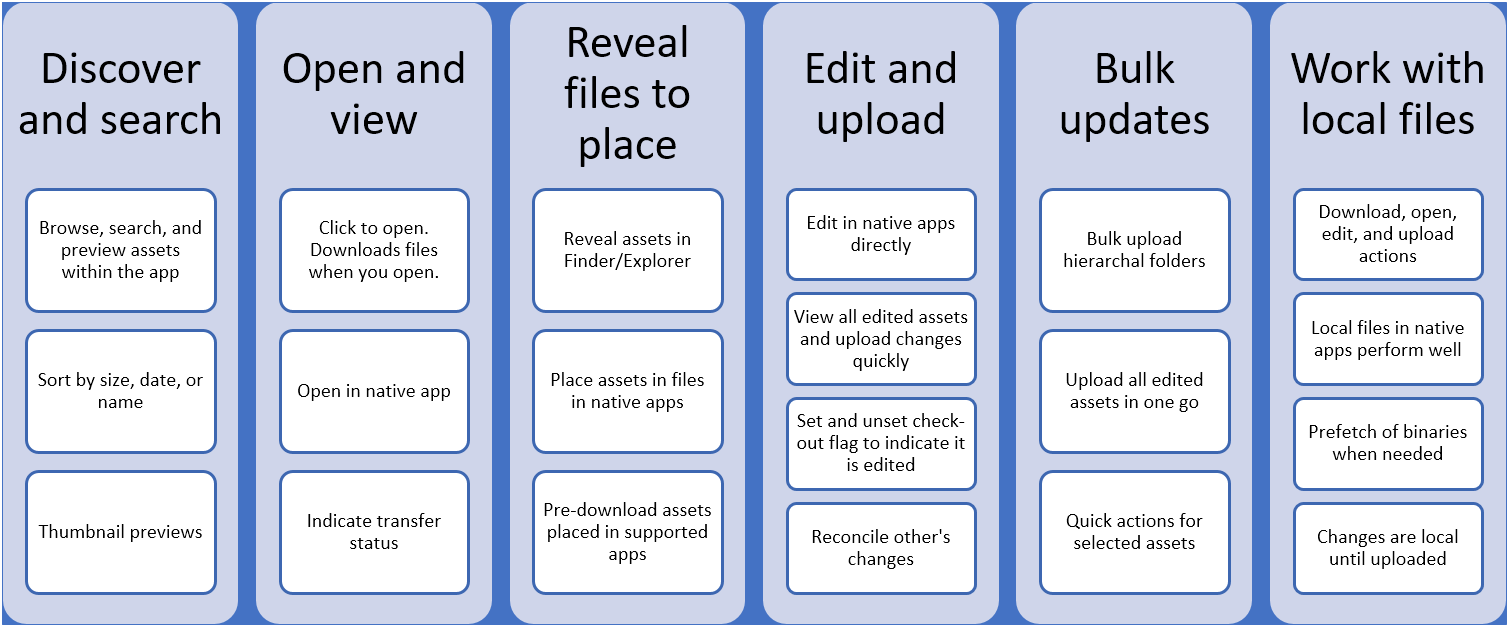 Discover
and search
Browse, search, and
preview assets
within the app
Sort by size, date, or
name
Thumbnail previews
Open and
view
Click to open.
Downloads files
when you open.
Open in native app
Indicate transfer
status
Reveal
files to
place
Reveal assets in
Finder/Explorer
Place assets in files
in native apps
Pre-download assets
placed in supported
apps
Edit and
upload
Edit in native apps
directly
View all edited assets
and upload changes
quickly
Set and unset check-
out flag to indicate it
is edited
Reconcile other's
changes
Bulk
updates
Bulk upload
hierarchal folders
Upload all edited
assets in one go
Quick actions for
selected assets
Work with
local files
Download, open,
edit, and upload
actions
Local files in native
apps perform well
Prefetch of binaries
when needed
Changes are local
until uploaded